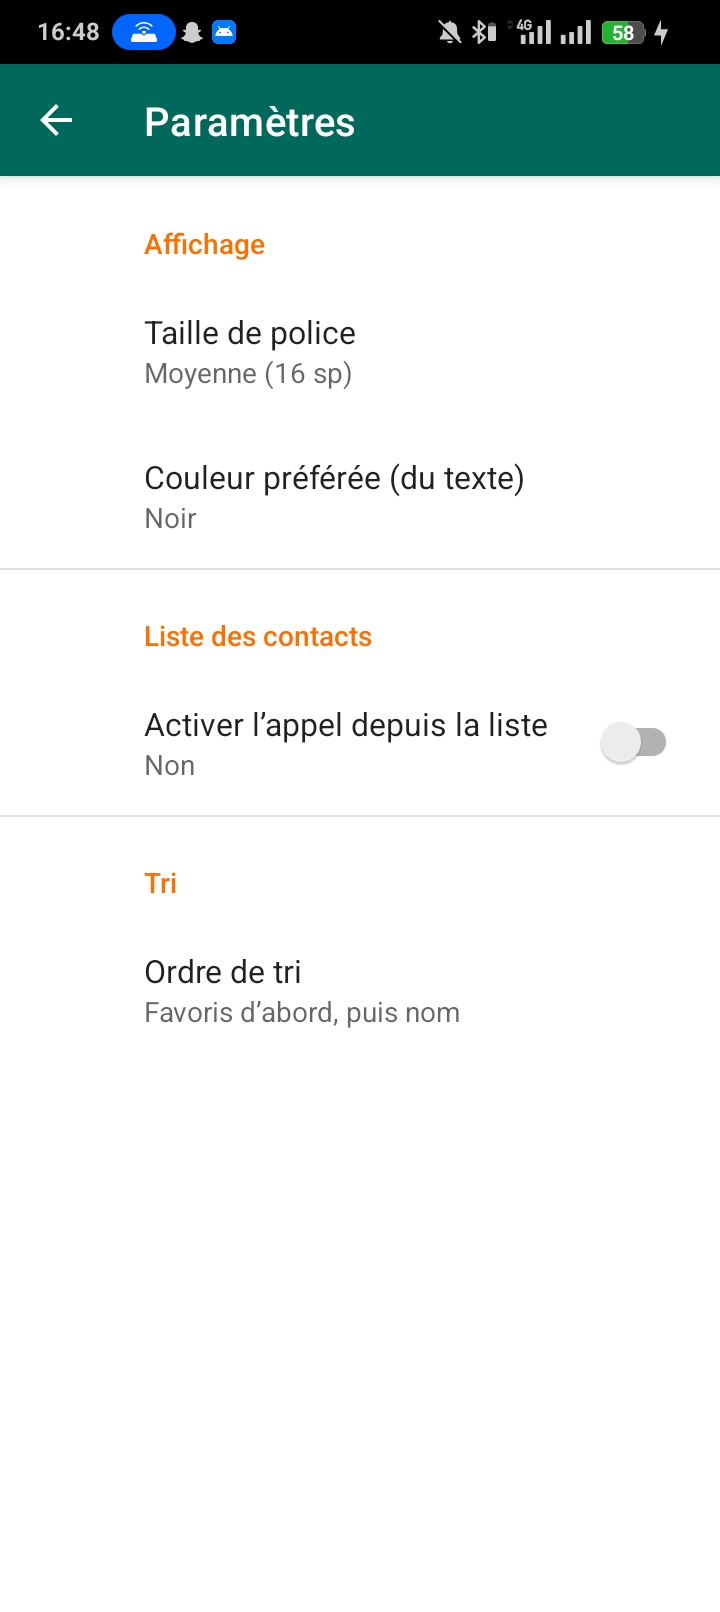 16:48 4G 58
Paramètres
Affichage
Taille de police
Moyenne (16 sp)
Couleur préférée (du texte)
Noir
Liste des contacts
Activer l’appel depuis la liste
Non
Tri
Ordre de tri
Favoris d’abord, puis nom